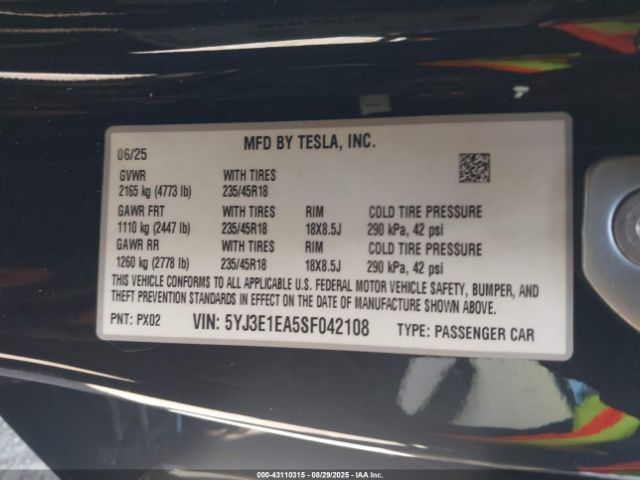 MFD BY TESLA, INC.
06/25
GVWR WITH TIRES
2165 kg (4773 lb) 235/45R18
GAWR FRT WITH TIRES RIM COLD TIRE PRESSURE
1110 kg (2447 lb) 235/45R18 18X8.5J 290 kPa, 42 psi
GAWR RR WITH TIRES RIM COLD TIRE PRESSURE
1260 kg (2778 lb) 235/45R18 18X8.5J 290 kPa, 42 psi
THIS VEHICLE CONFORMS TO ALL APPLICABLE U.S. FEDERAL MOTOR VEHICLE SAFETY, BUMPER, AND
THEFT PREVENTION STANDARDS IN EFFECT ON THE DATE OF MANUFACTURE SHOWN ABOVE.
PNT: PX02 VIN: 5YJ3E1EA5SF042108 TYPE: PASSENGER CAR
000-43110315 - 08/29/2025 - IAA Inc.